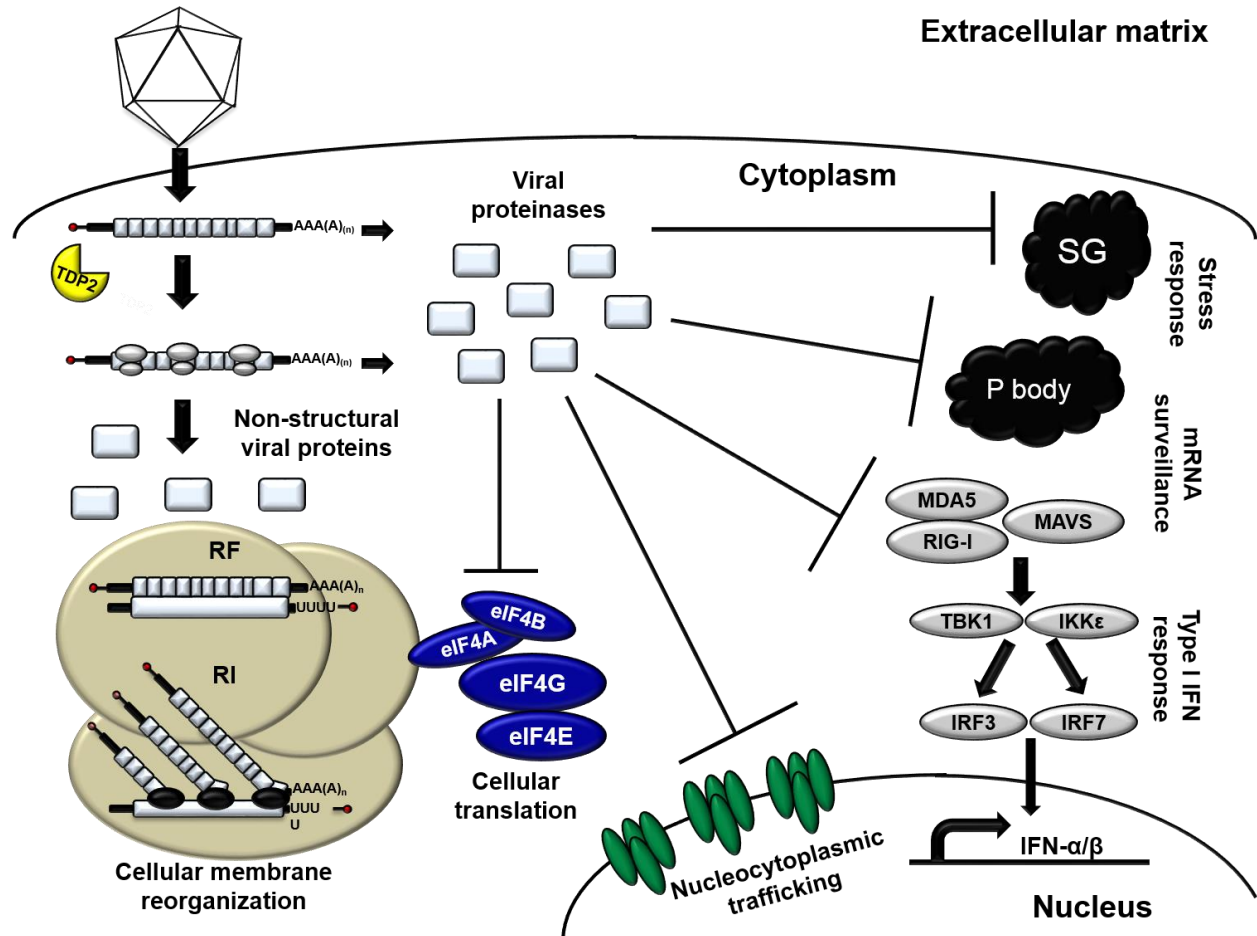 Extracellular matrix
Cytoplasm
Viral
proteinases
AAA(A)(n)
TDP2
AAA(A)(n)
Non-structural
viral proteins
SG
Stress
response
P body
mRNA
surveillance
MDA5
RIG-I
MAVS
TBK1
IKKε
Type I IFN
response
IRF3
IRF7
RF
AAA(A)n
UUUU
RI
AAA(A)n
UUU
U
Cellular membrane
reorganization
eIF4B
eIF4A
eIF4G
eIF4E
Cellular
translation
Nucleocytoplasmic
trafficking
IFN-α/β
Nucleus